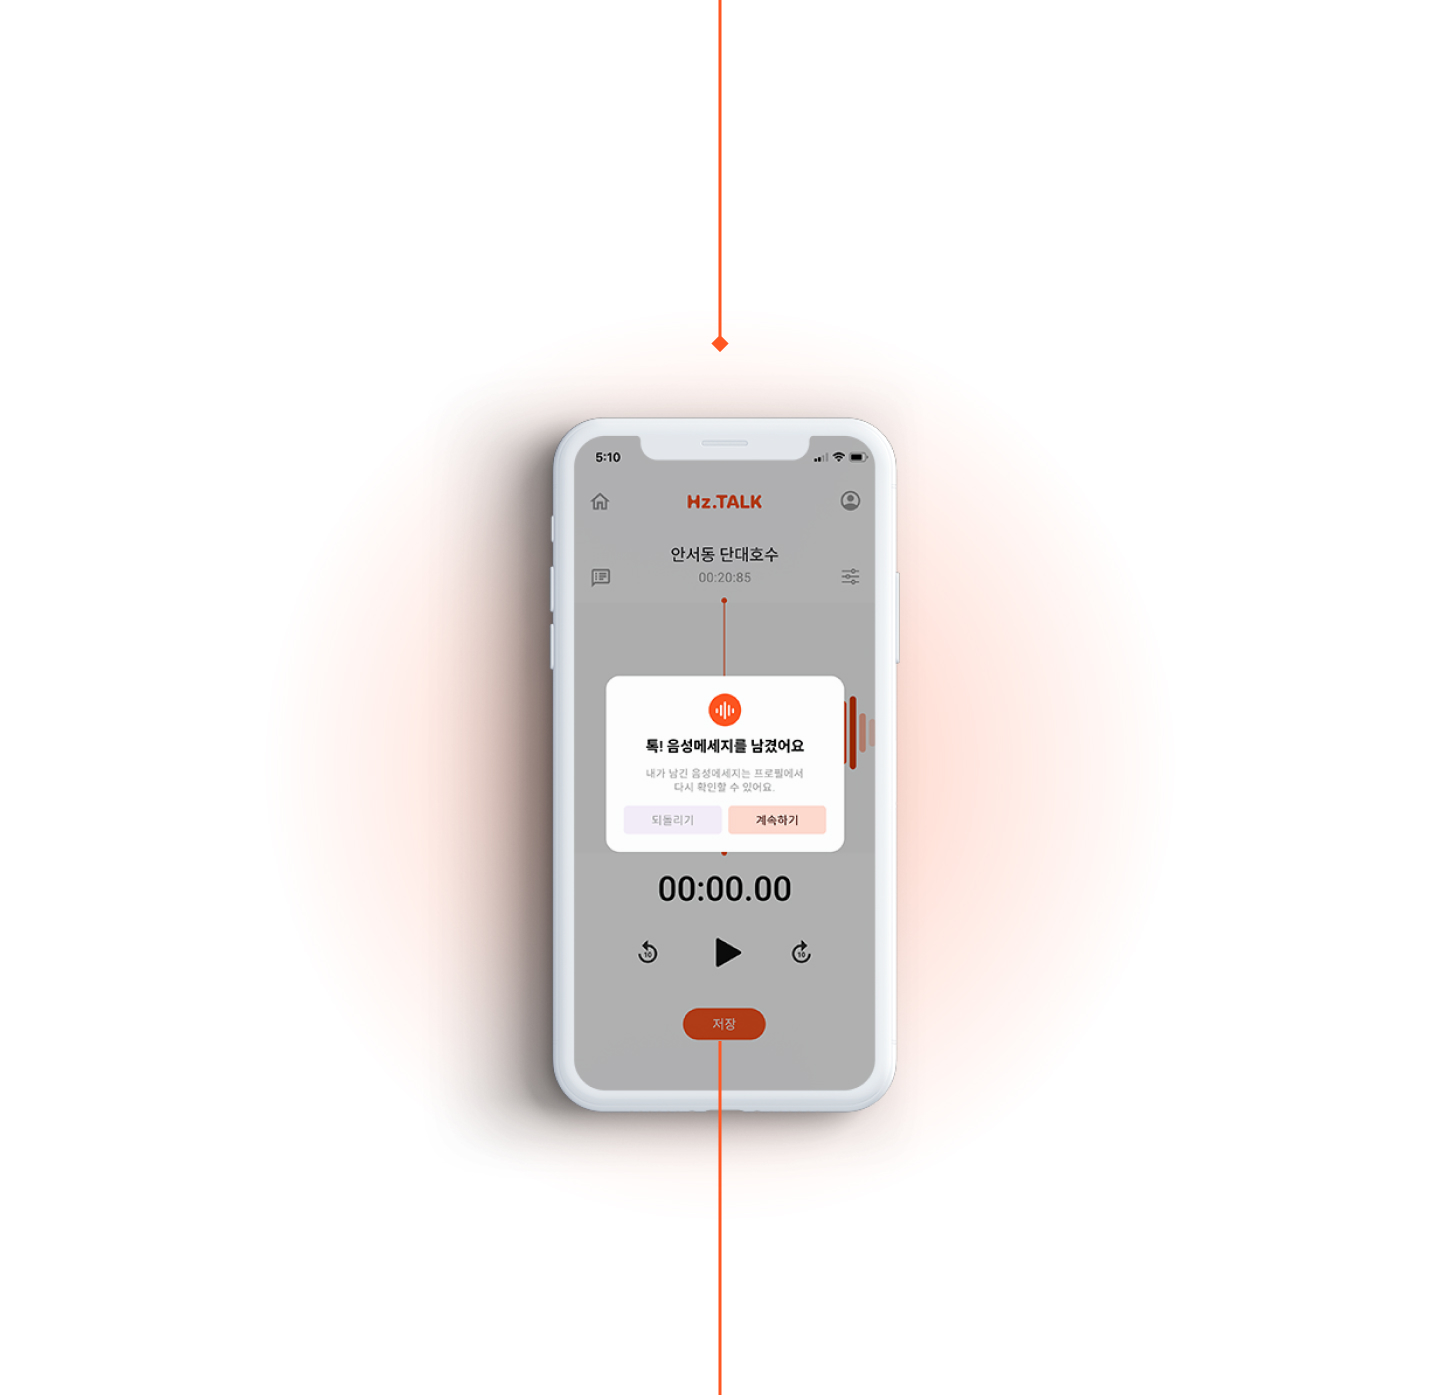 5:10
Hz.TALK
안서동 단대호수
00:20:85
톡! 음성메세지를 남겼어요
내가 남긴 음성메세지는 프로필에서
다시 확인할 수 있어요.
되돌리기
계속하기
00:00.00
10
10
저장